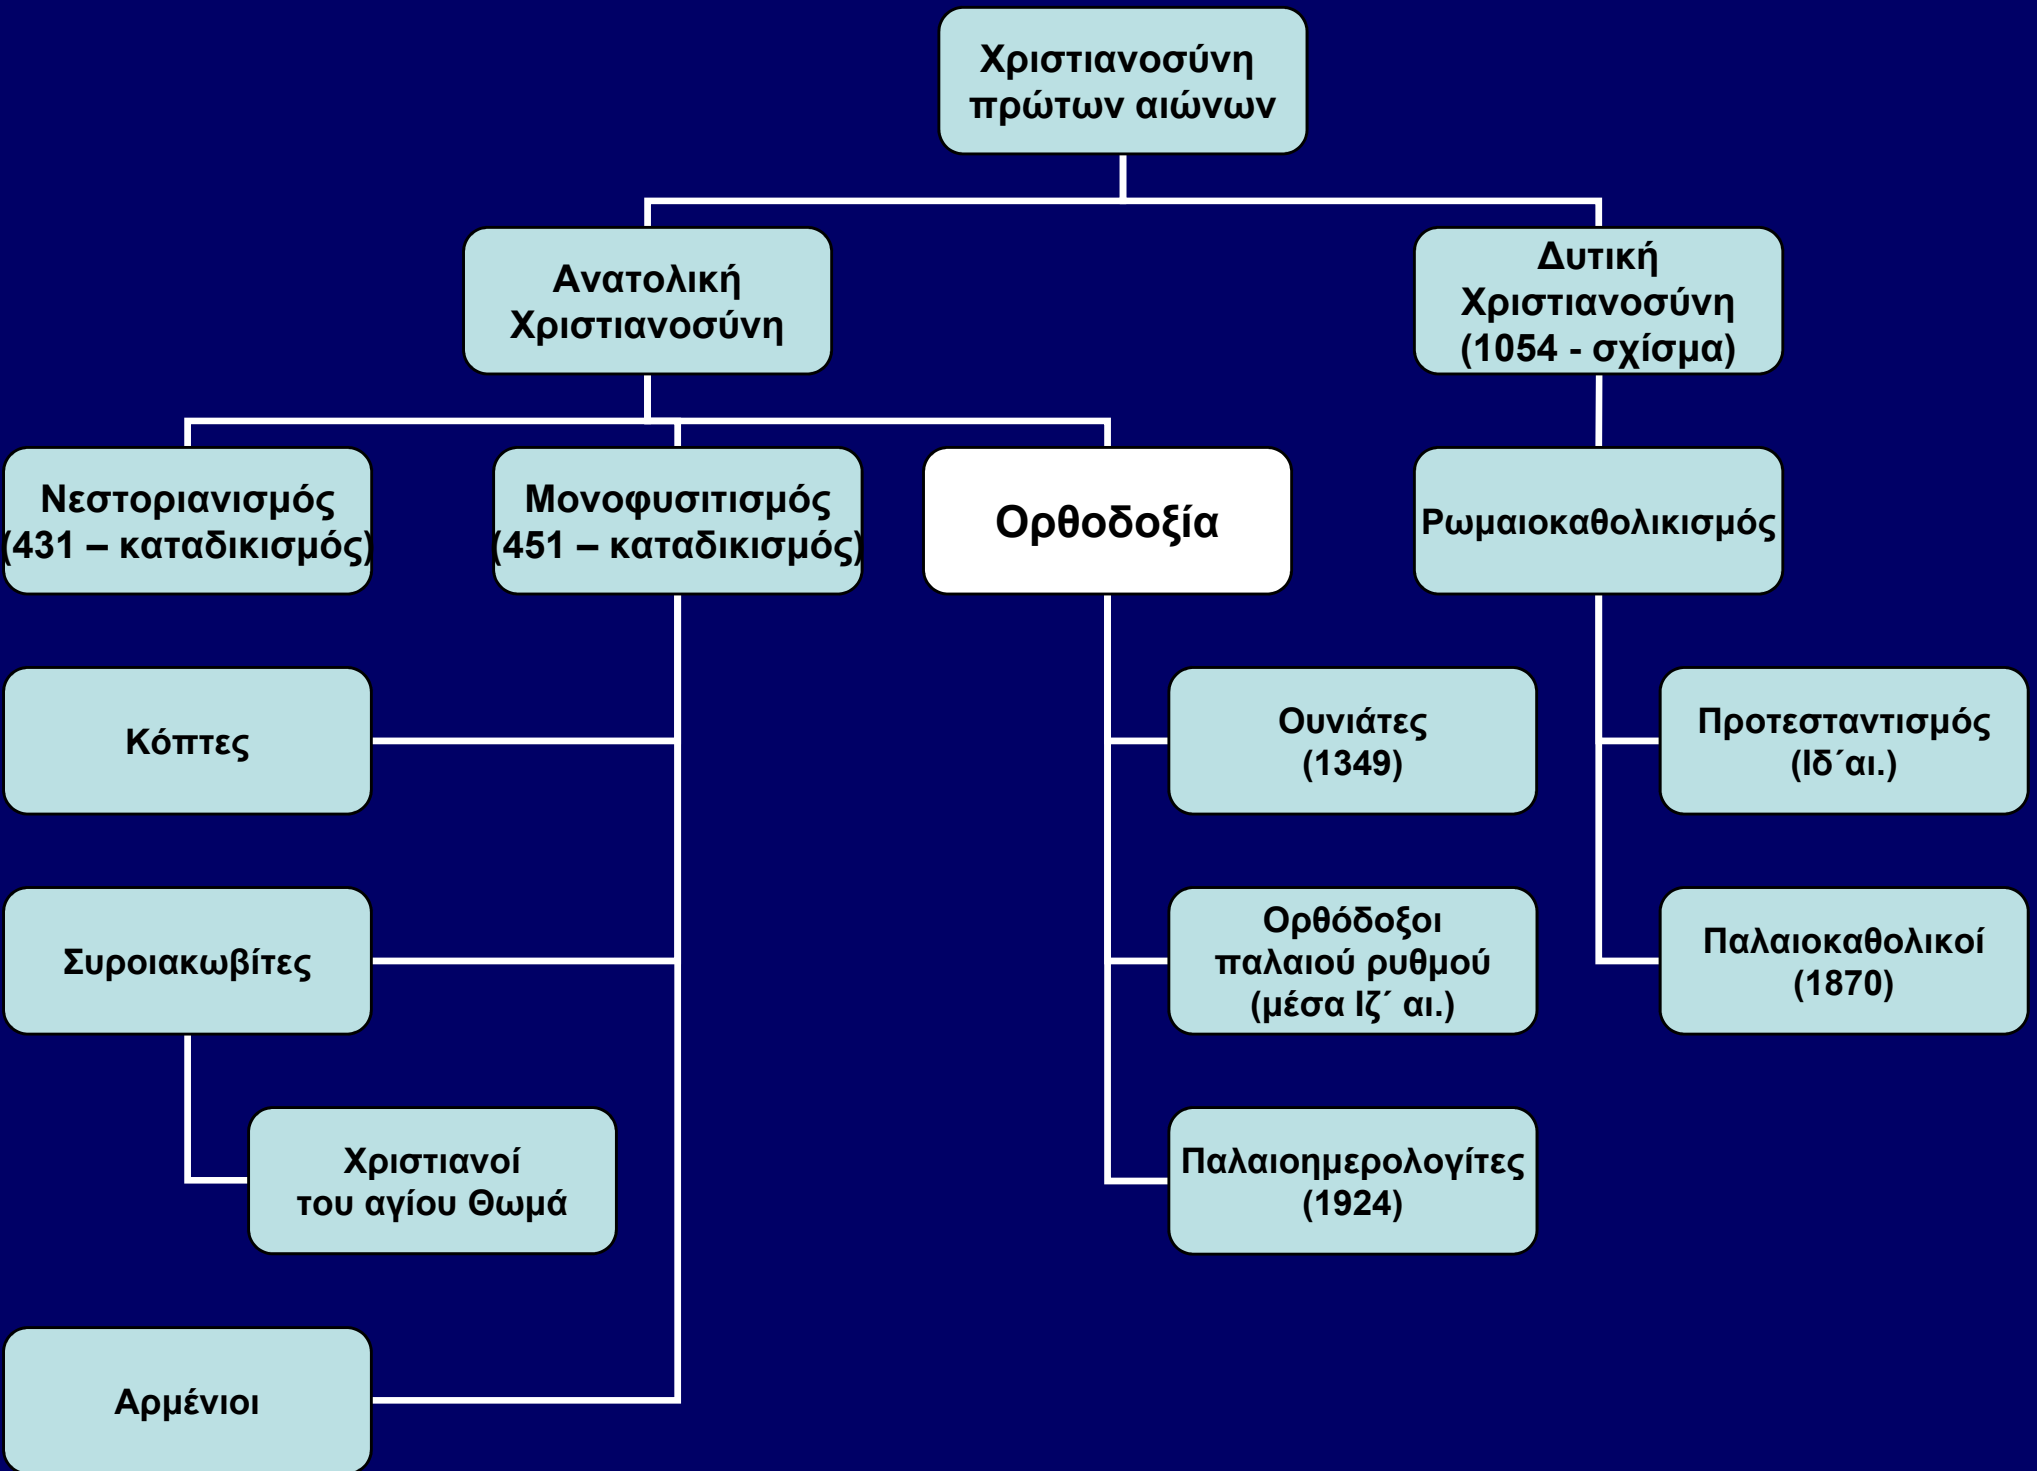 Χριστιανοσύνη
πρώτων αιώνων
Ανατολική
Χριστιανοσύνη
Δυτική
Χριστιανοσύνη
(1054 - σχίσμα)
Νεστοριανισμός
(431 – καταδικισμός)
Μονοφυσιτισμός
(451 – καταδικισμός)
Ορθοδοξία
Ρωμαιοκαθολικισμός
Κόπτες
Ουνιάτες
(1349)
Προτεσταντισμός
(Ιδ΄αι.)
Συροιακωβίτες
Ορθόδοξοι
παλαιού ρυθμού
(μέσα Ιζ΄ αι.)
Παλαιοκαθολικοί
(1870)
Χριστιανοί
του αγίου Θωμά
Παλαιοημερολογίτες
(1924)
Αρμένιοι